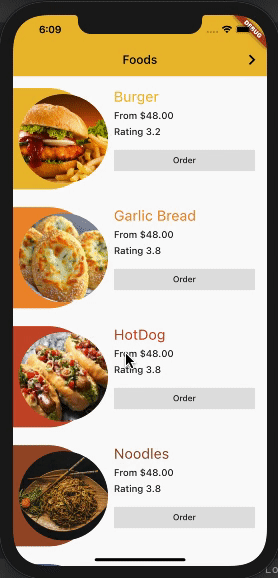 6:09
DEBUG
Foods
Burger
From $48.00
Rating 3.2
Order
Garlic Bread
From $48.00
Rating 3.8
Order
HotDog
From $48.00
Rating 3.8
Order
Noodles
From $48.00
Rating 3.8
Order